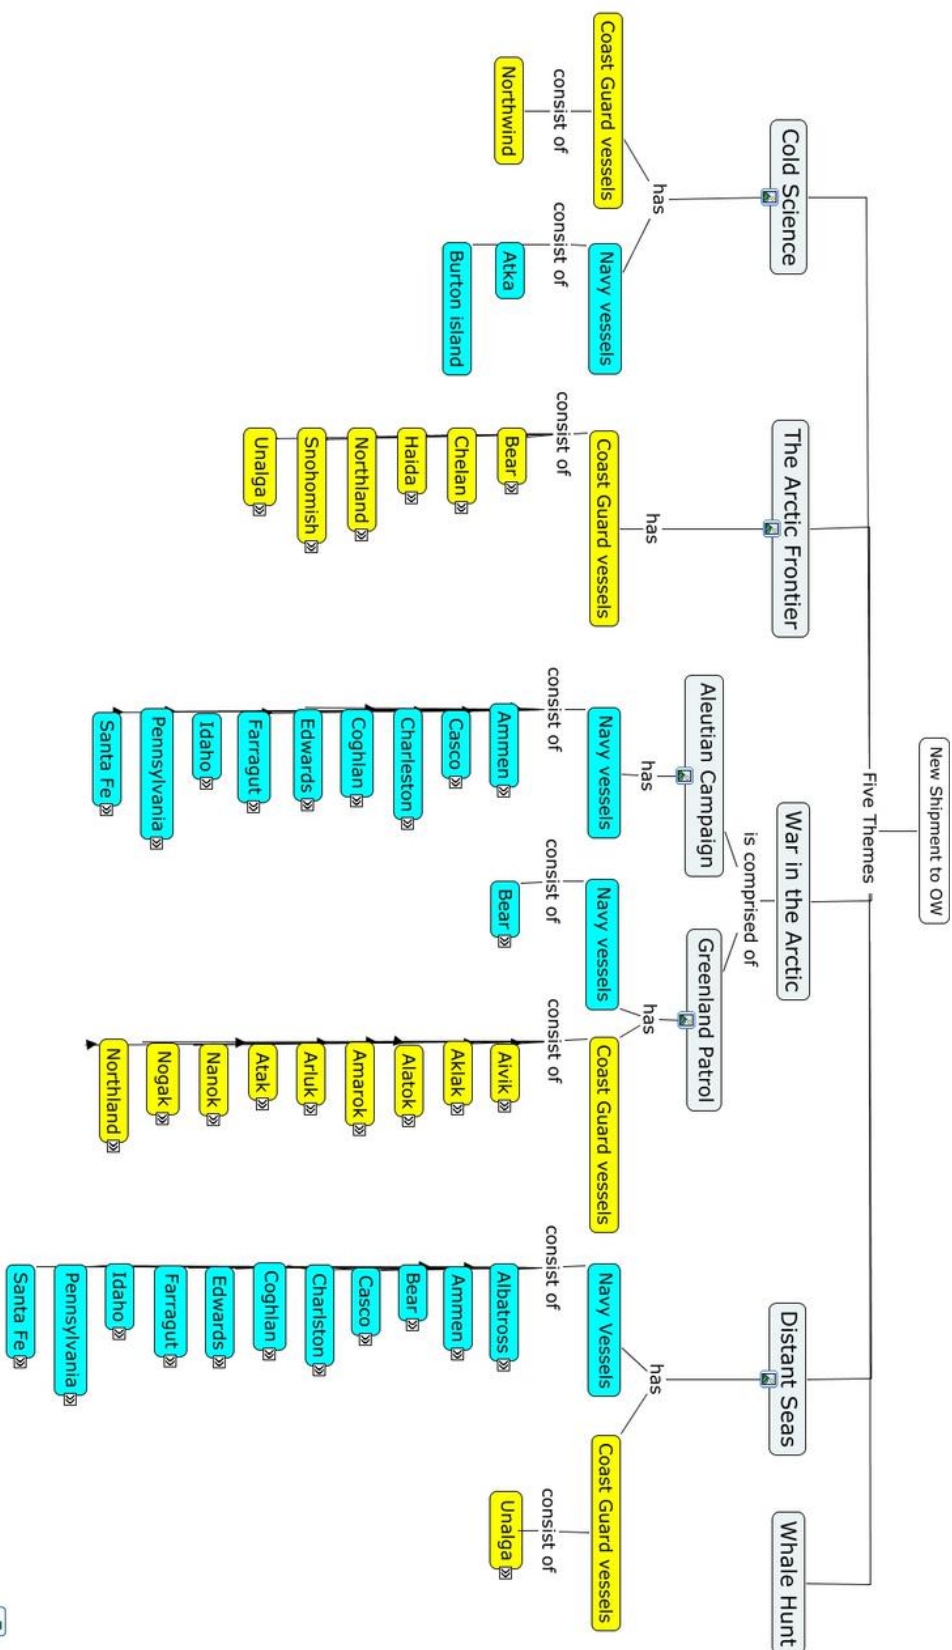 New Shipment to OW
Five Themes
Cold Science
The Arctic Frontier
War in the Arctic
Distant Seas
Whale Hunt
has
Coast Guard vessels
consist of
Northwind
Navy vessels
consist of
Atka
Burton island
has
Coast Guard vessels
consist of
Bear
Chelan
Haida
Northland
Snohomish
Unalga
is comprised of
Aleutian Campaign
has
Navy vessels
consist of
Ammen
Casco
Charleston
Coghlan
Edwards
Farragut
Idaho
Pennsylvania
Santa Fe
Greenland Patrol
has
Navy vessels
consist of
Bear
Coast Guard vessels
consist of
Aivik
Aklak
Alatok
Amarok
Arluk
Atak
Nanok
Nogak
Northland
has
Navy Vessels
consist of
Albatross
Ammen
Bear
Casco
Charlston
Coghlan
Edwards
Farragut
Idaho
Pennsylvania
Santa Fe
Coast Guard vessels
consist of
Unalga